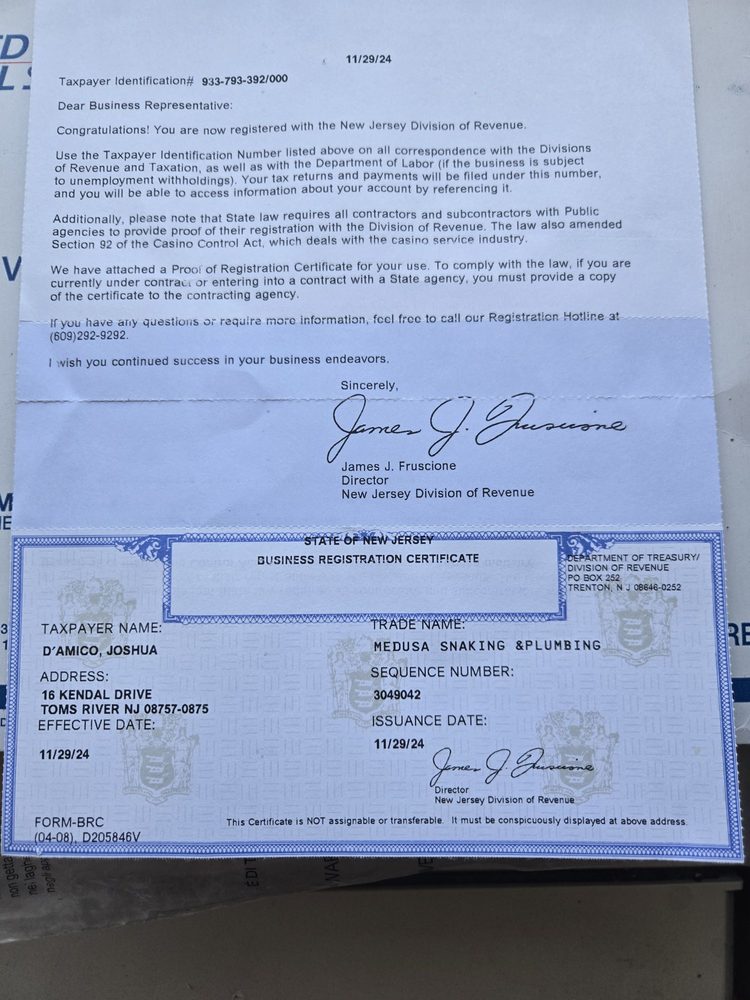 11/29/24
Taxpayer Identification# 933-793-392/000
Dear Business Representative:
Congratulations! You are now registered with the New Jersey Division of Revenue.
Use the Taxpayer Identification Number listed above on all correspondence with the Divisions
of Revenue and Taxation, as well as with the Department of Labor (if the business is subject
to unemployment withholdings). Your tax returns and payments will be filed under this number,
and you will be able to access information about your account by referencing it.
Additionally, please note that State law requires all contractors and subcontractors with Public
agencies to provide proof of their registration with the Division of Revenue. The law also amended
Section 92 of the Casino Control Act, which deals with the casino service industry.
We have attached a Proof of Registration Certificate for your use. To comply with the law, if you are
currently under contract or entering into a contract with a State agency, you must provide a copy
of the certificate to the contracting agency.
If you have any questions or require more information, feel free to call our Registration Hotline at
(609)292-9292.
I wish you continued success in your business endeavors.
Sincerely,
James J. Fruscione
James J. Fruscione
Director
New Jersey Division of Revenue
STATE OF NEW JERSEY
BUSINESS REGISTRATION CERTIFICATE
DEPARTMENT OF TREASURY/
DIVISION OF REVENUE
PO BOX 252
TRENTON, N J 08646-0252
TAXPAYER NAME:
D'AMICO, JOSHUA
ADDRESS:
16 KENDAL DRIVE
TOMS RIVER NJ 08757-0875
EFFECTIVE DATE:
11/29/24
TRADE NAME:
MEDUSA SNAKING &PLUMBING
SEQUENCE NUMBER:
3049042
ISSUANCE DATE:
11/29/24
James J. Fruscione
Director
New Jersey Division of Revenue
FORM-BRC
(04-08), D205846V
This Certificate is NOT assignable or transferable. It must be conspicuously displayed at above address.